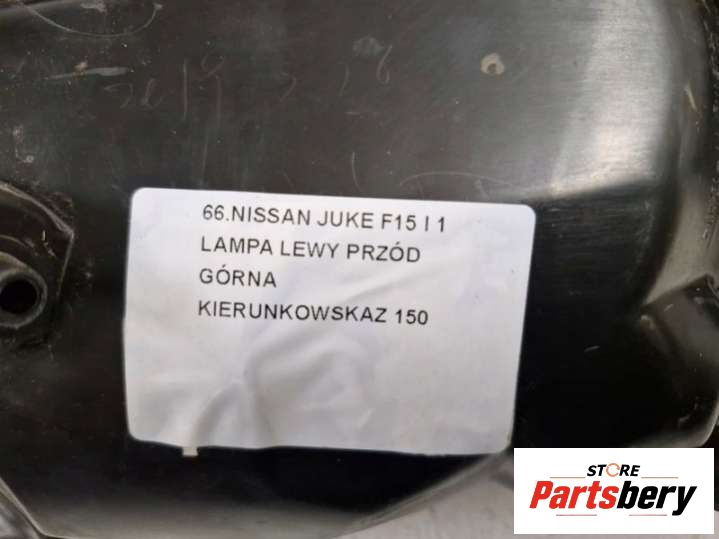 66.NISSAN JUKE F15 I 1
LAMPA LEWY PRZÓD
GÓRNA
KIERUNKOWSKAZ 150
STORE
Partsbery